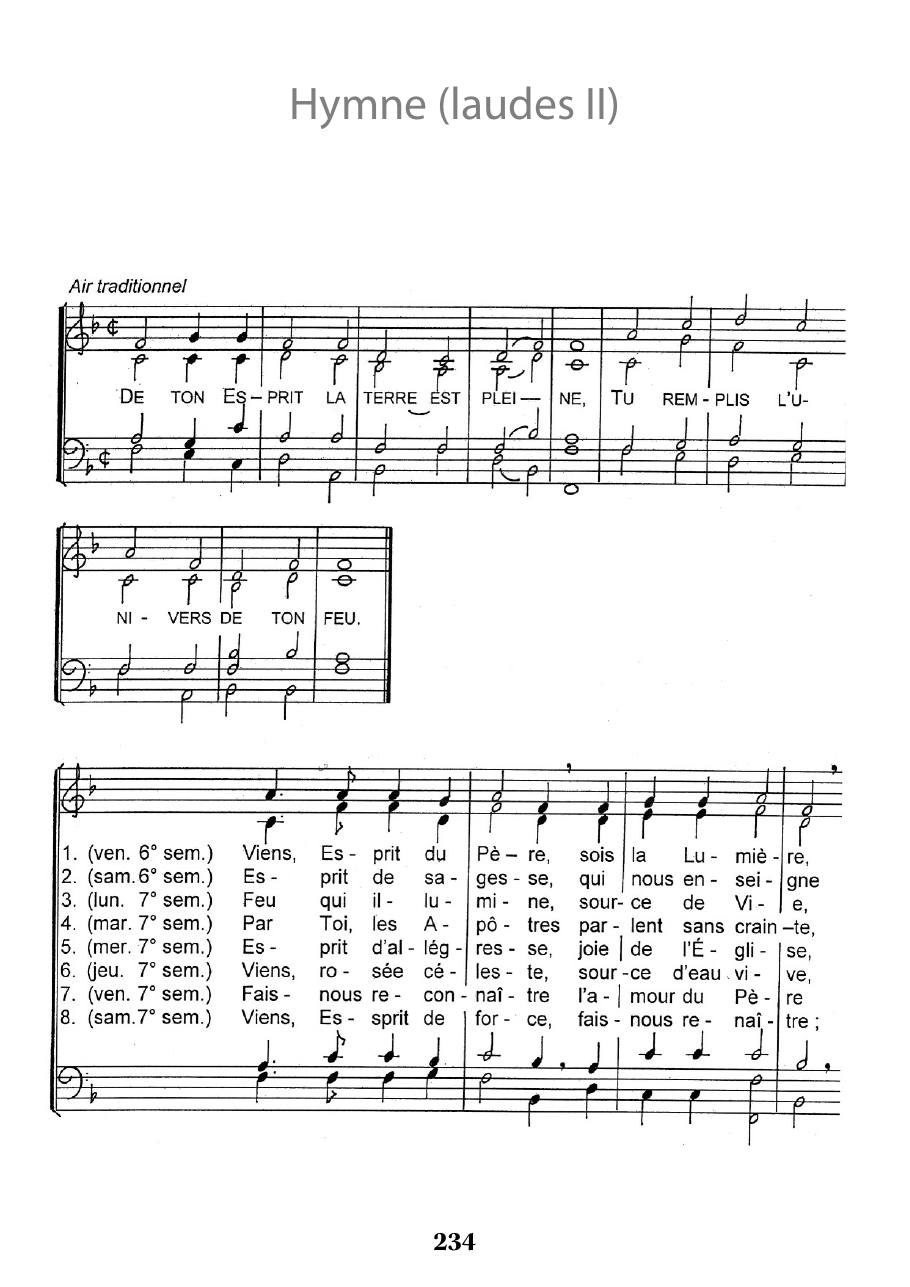 Hymne (laudes II)
Air traditionnel
DE TON ES–PRIT LA TERRE EST PLEI— NE, TU REM-PLIS L'U-
NI - VERS DE TON FEU.
1. (ven. 6° sem.) Viens, Es- prit du Pè – re, sois la Lu- miè - re,
2. (sam. 6° sem.) Es - prit de sa - ges - se, qui nous en- sei - gne
3. (lun. 7° sem.) Feu qui il - lu - mi - ne, sour- ce de Vi - e,
4. (mar. 7° sem.) Par Toi, les A - pô - tres par - lent sans crain –te,
5. (mer. 7° sem.) Es - prit d'al - lég - res - se, joie de l'É - gli - se,
6. (jeu. 7° sem.) Viens, ro - sée cé - les - te, sour -ce d'eau vi - ve,
7. (ven. 7° sem.) Fais - nous re - con - naî - tre l'a - mour du Pè - re
8. (sam. 7° sem.) Viens, Es - sprit de for - ce, fais - nous re - naî - tre ;
234